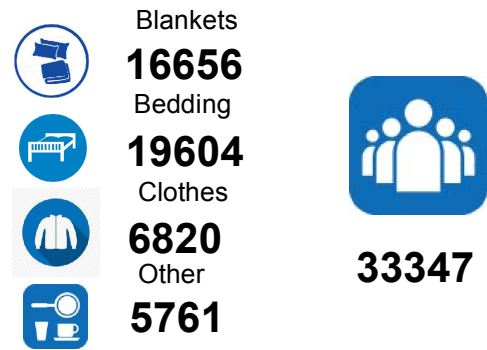 Blankets
16656
Bedding
19604
Clothes
6820
Other
5761
33347